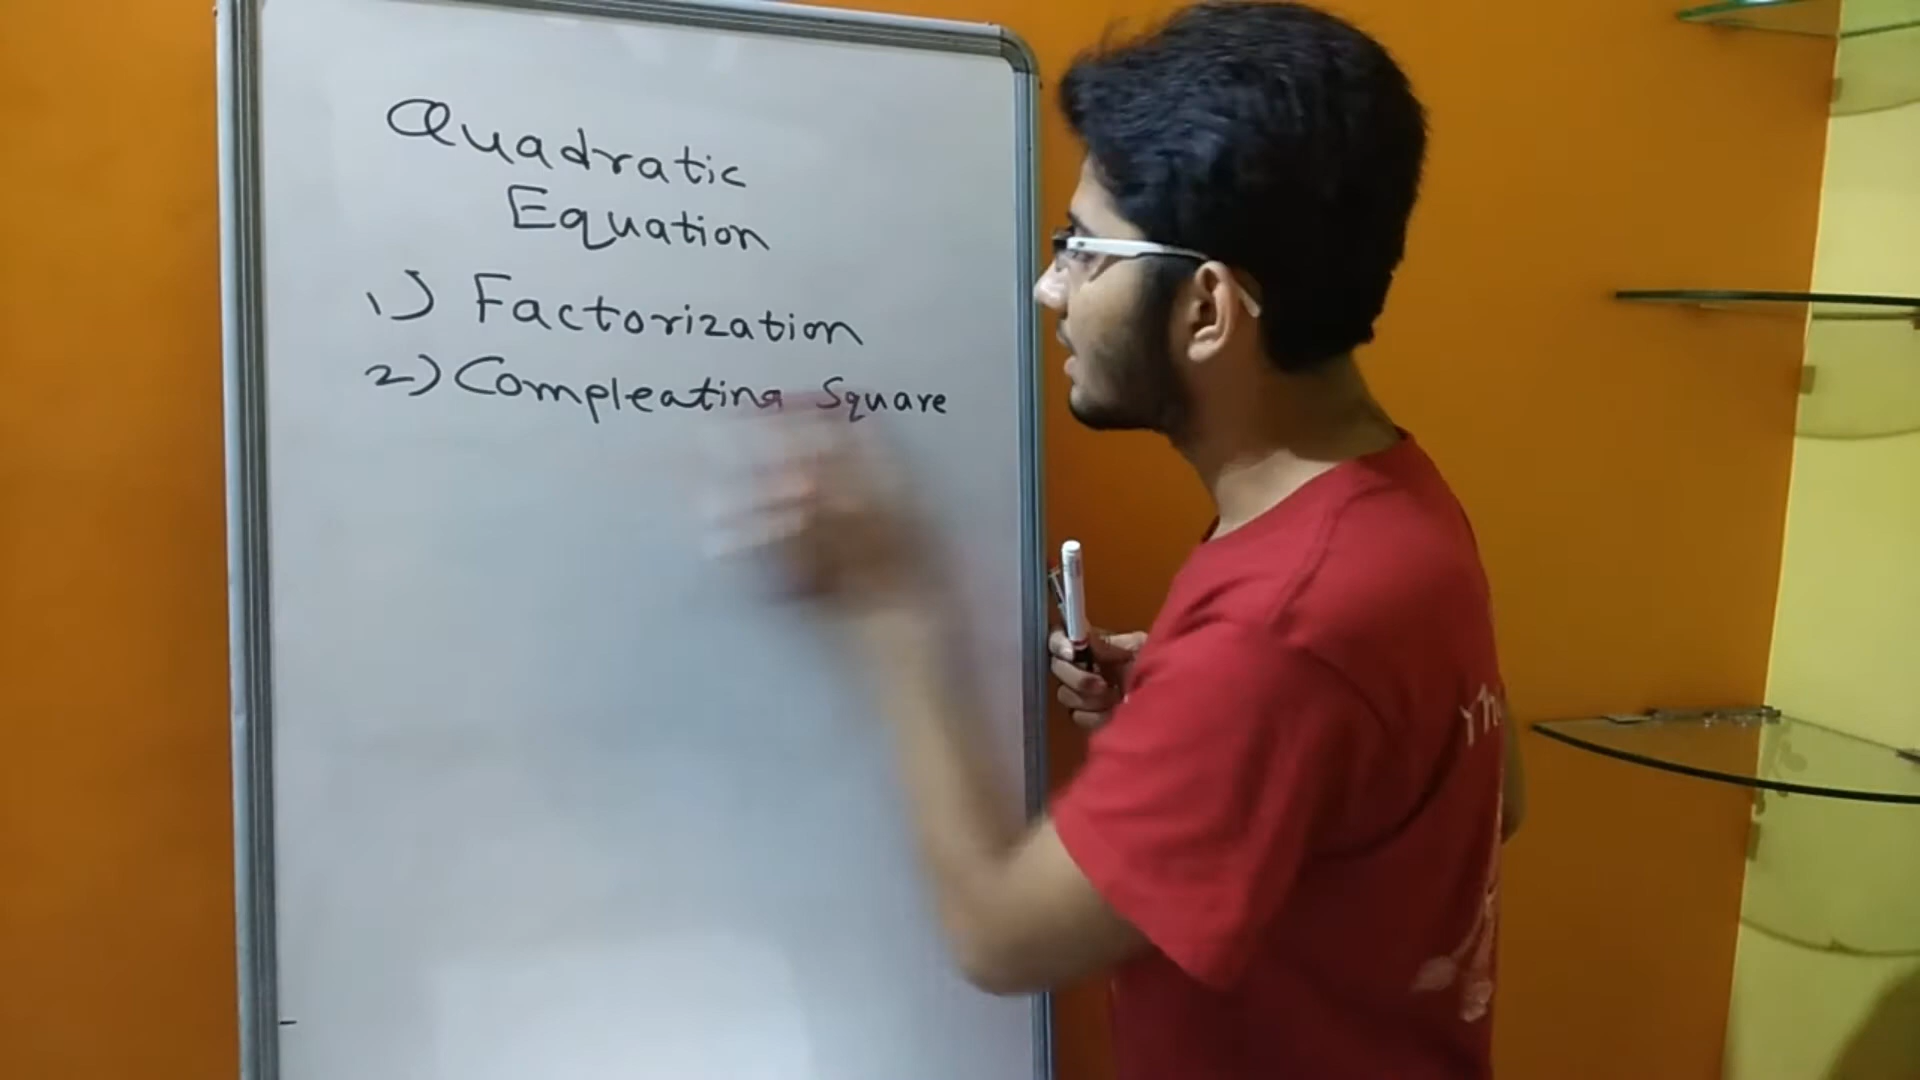 Quadratic
Equation
1) Factorization
2) Compleating Square